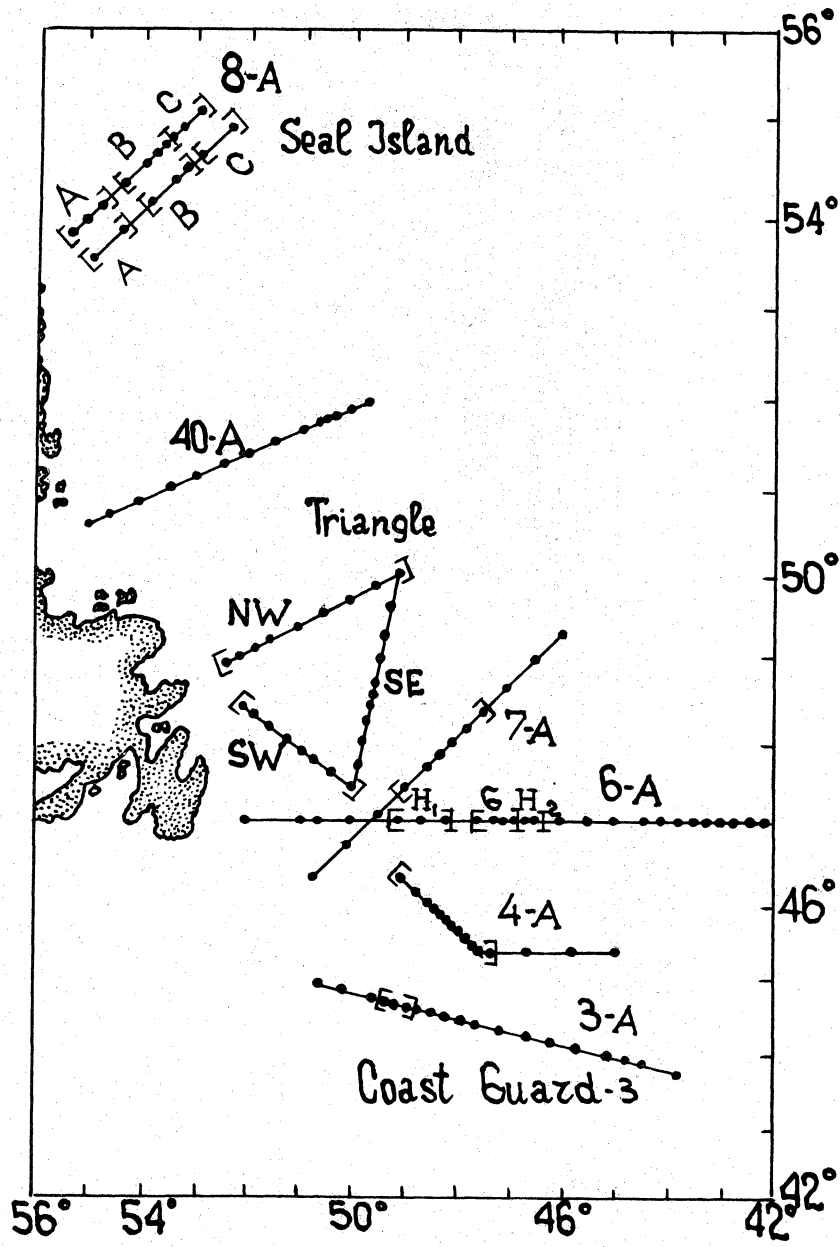 56°
8-A
C
B
A
Seal Island
C
B
A
54°
40-A
Triangle
50°
NW
SE
SW
7-A
H₁ G H₂
6-A
46°
4-A
3-A
Coast Guard-3
42°
56° 54° 50° 46° 42°